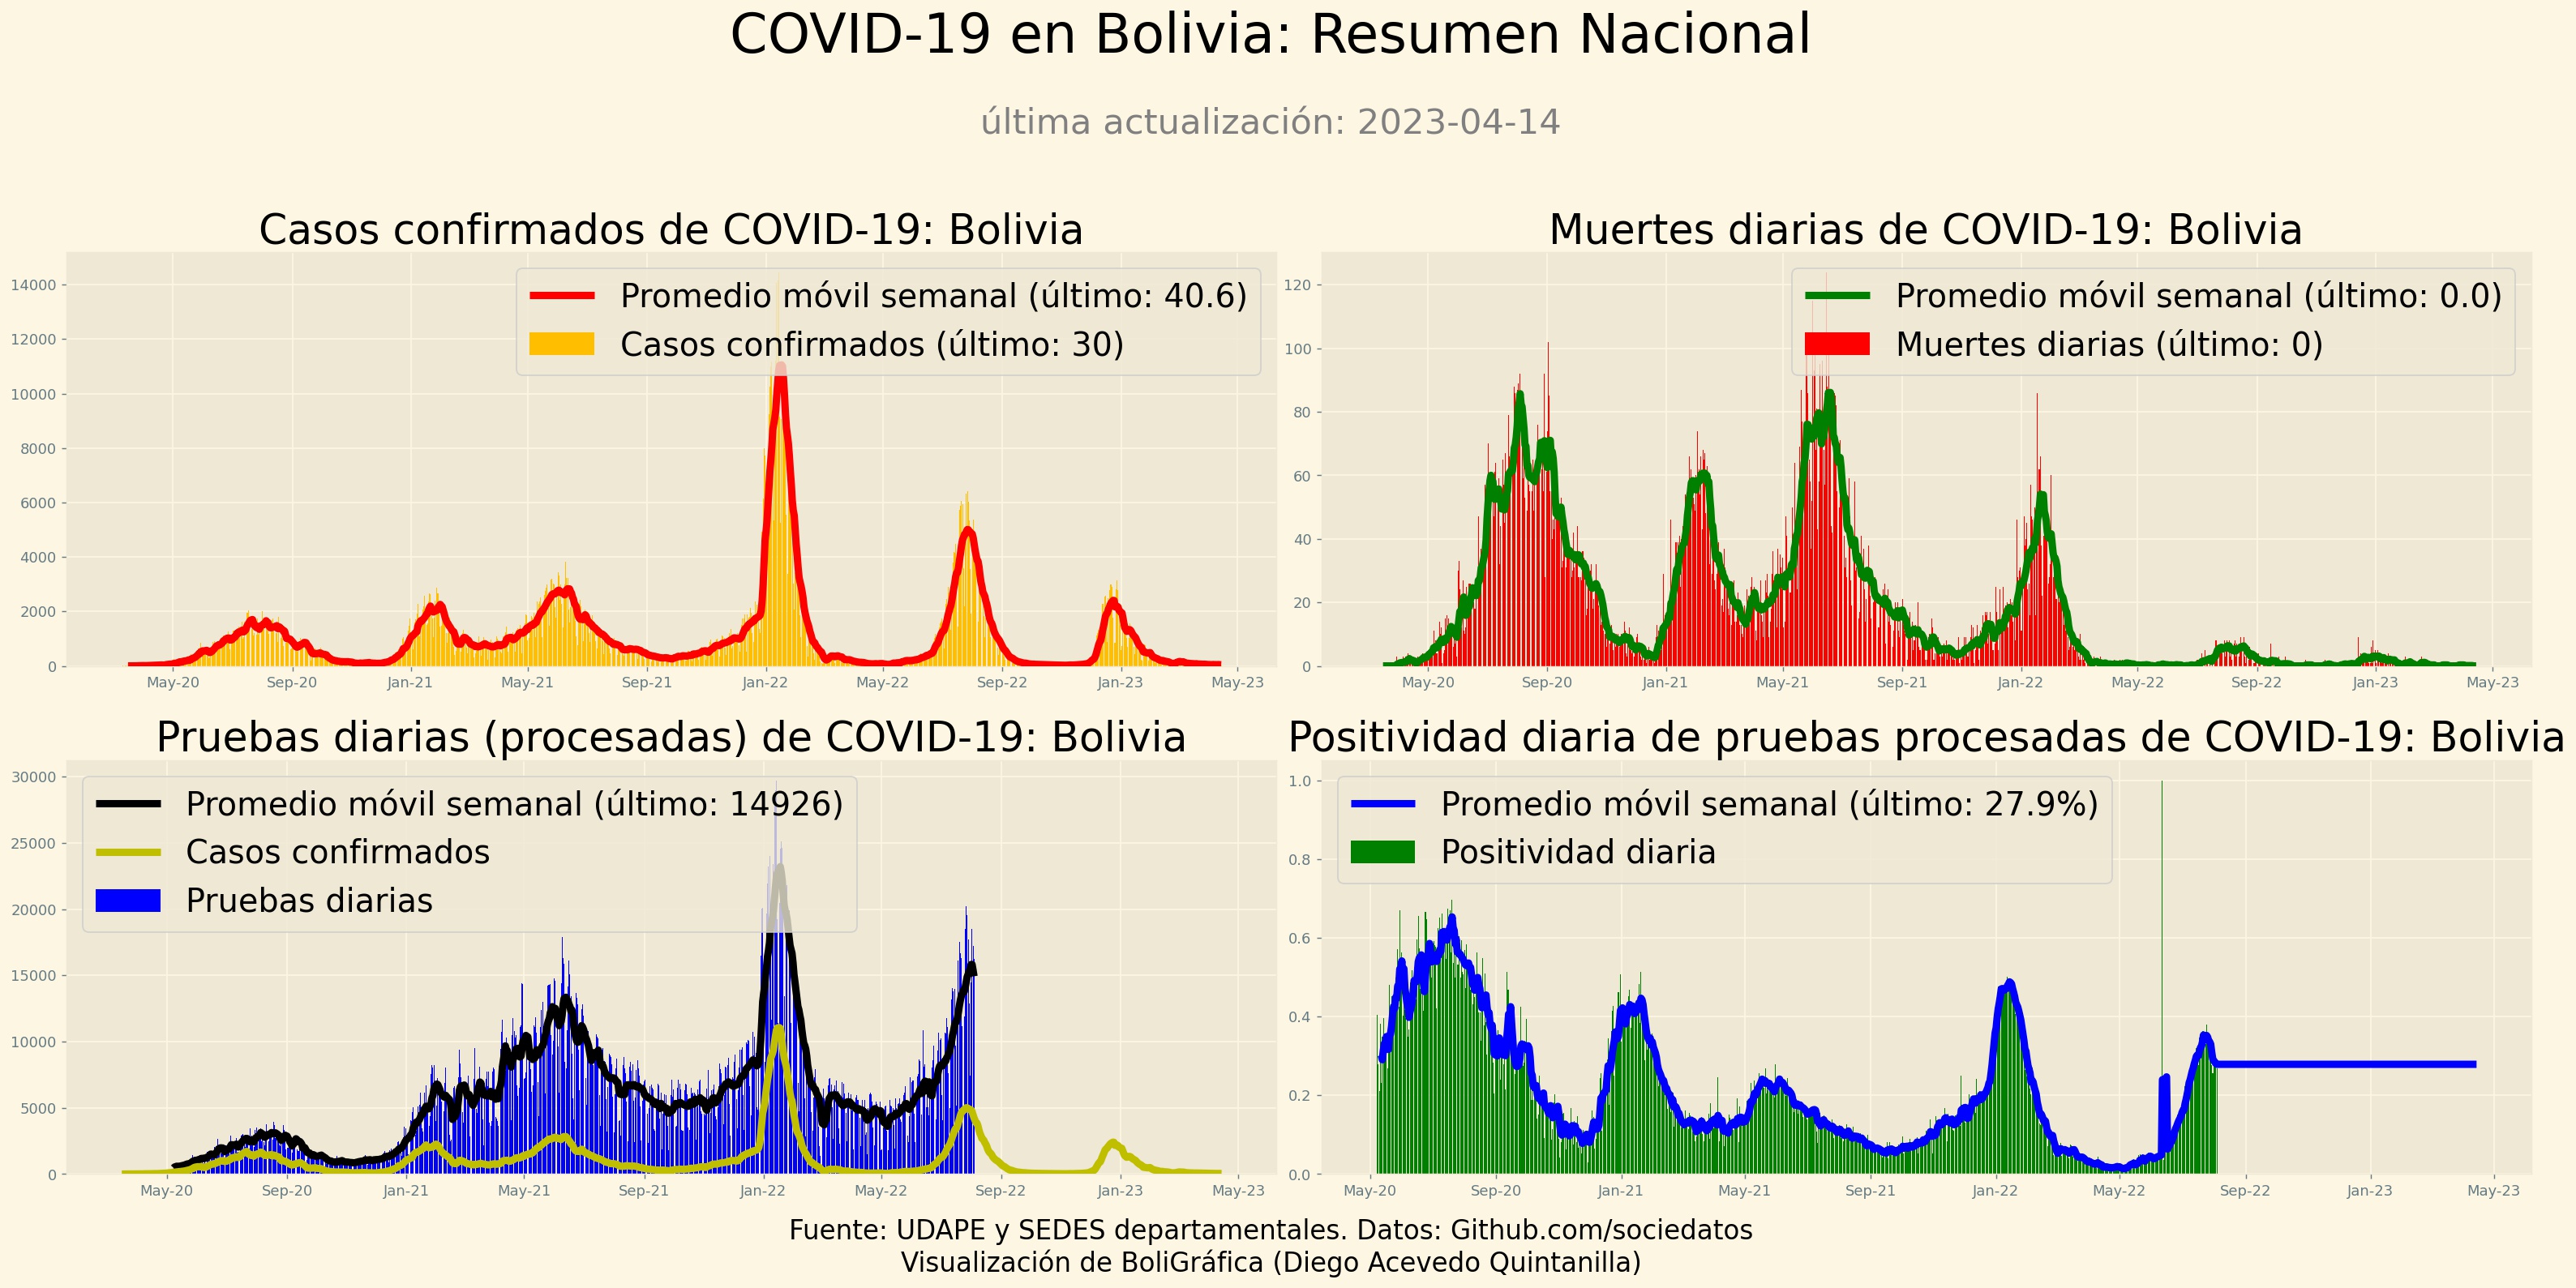 COVID-19 en Bolivia: Resumen Nacional
última actualización: 2023-04-14
Casos confirmados de COVID-19: Bolivia
Promedio móvil semanal (último: 40.6)
Casos confirmados (último: 30)
14000
12000
10000
8000
6000
4000
2000
0
May-20 Sep-20 Jan-21 May-21 Sep-21 Jan-22 May-22 Sep-22 Jan-23 May-23
Muertes diarias de COVID-19: Bolivia
Promedio móvil semanal (último: 0.0)
Muertes diarias (último: 0)
120
100
80
60
40
20
0
May-20 Sep-20 Jan-21 May-21 Sep-21 Jan-22 May-22 Sep-22 Jan-23 May-23
Pruebas diarias (procesadas) de COVID-19: Bolivia
Promedio móvil semanal (último: 14926)
Casos confirmados
Pruebas diarias
30000
25000
20000
15000
10000
5000
0
May-20 Sep-20 Jan-21 May-21 Sep-21 Jan-22 May-22 Sep-22 Jan-23 May-23
Positividad diaria de pruebas procesadas de COVID-19: Bolivia
Promedio móvil semanal (último: 27.9%)
Positividad diaria
1.0
0.8
0.6
0.4
0.2
0.0
May-20 Sep-20 Jan-21 May-21 Sep-21 Jan-22 May-22 Sep-22 Jan-23 May-23
Fuente: UDAPE y SEDES departamentales. Datos: Github.com/sociedatos
Visualización de BoliGráfica (Diego Acevedo Quintanilla)